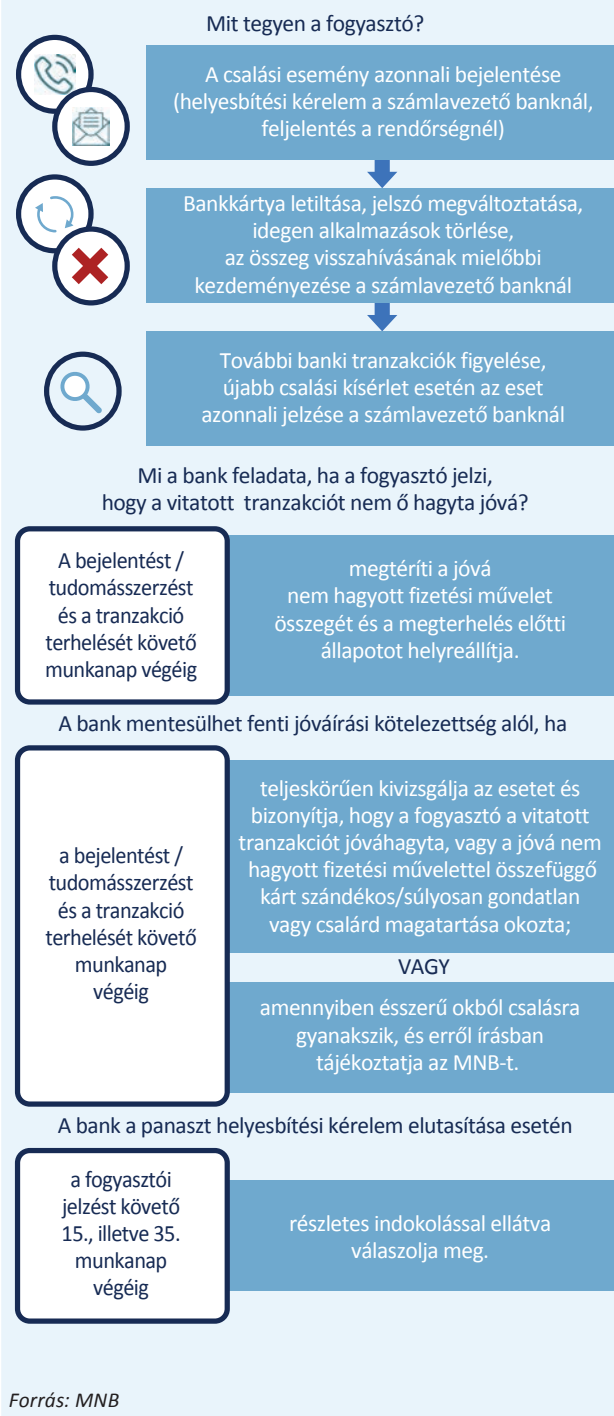 Mit tegyen a fogyasztó?
A csalási esemény azonnali bejelentése
(helyesbítési kérelem a számlavezető banknál,
feljelentés a rendőrségnél)
Bankkártya letiltása, jelszó megváltoztatása,
idegen alkalmazások törlése,
az összeg visszahívásának mielőbbi
kezdeményezése a számlavezető banknál
További banki tranzakciók figyelése,
újabb csalási kísérlet esetén az eset
azonnali jelzése a számlavezető banknál
Mi a bank feladata, ha a fogyasztó jelzi,
hogy a vitatott tranzakciót nem ő hagyta jóvá?
A bejelentést /
tudomásszerzést
és a tranzakció
terhelését követő
munkanap végéig
megtéríti a jóvá
nem hagyott fizetési művelet
összegét és a megterhelés előtti
állapotot helyreállítja.
A bank mentesülhet fenti jóváírási kötelezettség alól, ha
a bejelentést /
tudomásszerzést
és a tranzakció
terhelését követő
munkanap
végéig
teljeskörűen kivizsgálja az esetet és
bizonyítja, hogy a fogyasztó a vitatott
tranzakciót jóváhagyta, vagy a jóvá nem
hagyott fizetési művelettel összefüggő
kárt szándékos/súlyosan gondatlan
vagy csalárd magatartása okozta;
VAGY
amennyiben ésszerű okból csalásra
gyanakszik, és erről írásban
tájékoztatja az MNB-t.
A bank a panaszt helyesbítési kérelem elutasítása esetén
a fogyasztói
jelzést követő
15., illetve 35.
munkanap
végéig
részletes indokolással ellátva
válaszolja meg.
Forrás: MNB